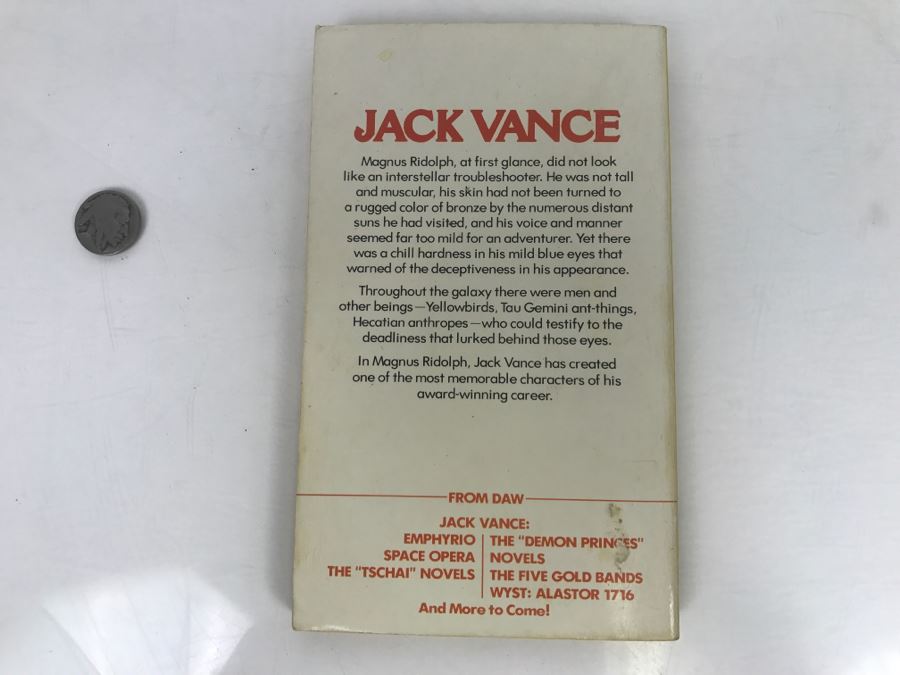 JACK VANCE
Magnus Ridolph, at first glance, did not look
like an interstellar troubleshooter. He was not tall
and muscular, his skin had not been turned to
a rugged color of bronze by the numerous distant
suns he had visited, and his voice and manner
seemed far too mild for an adventurer. Yet there
was a chill hardness in his mild blue eyes that
warned of the deceptiveness in his appearance.
Throughout the galaxy there were men and
other beings—Yellowbirds, Tau Gemini ant-things,
Hecatian anthropes—who could testify to the
deadliness that lurked behind those eyes.
In Magnus Ridolph, Jack Vance has created
one of the most memorable characters of his
award-winning career.
FROM DAW
JACK VANCE:
EMPHYRIO
SPACE OPERA
THE "TSCHAI" NOVELS
THE "DEMON PRINCES"
NOVELS
THE FIVE GOLD BANDS
WYST: ALASTOR 1716
And More to Come!